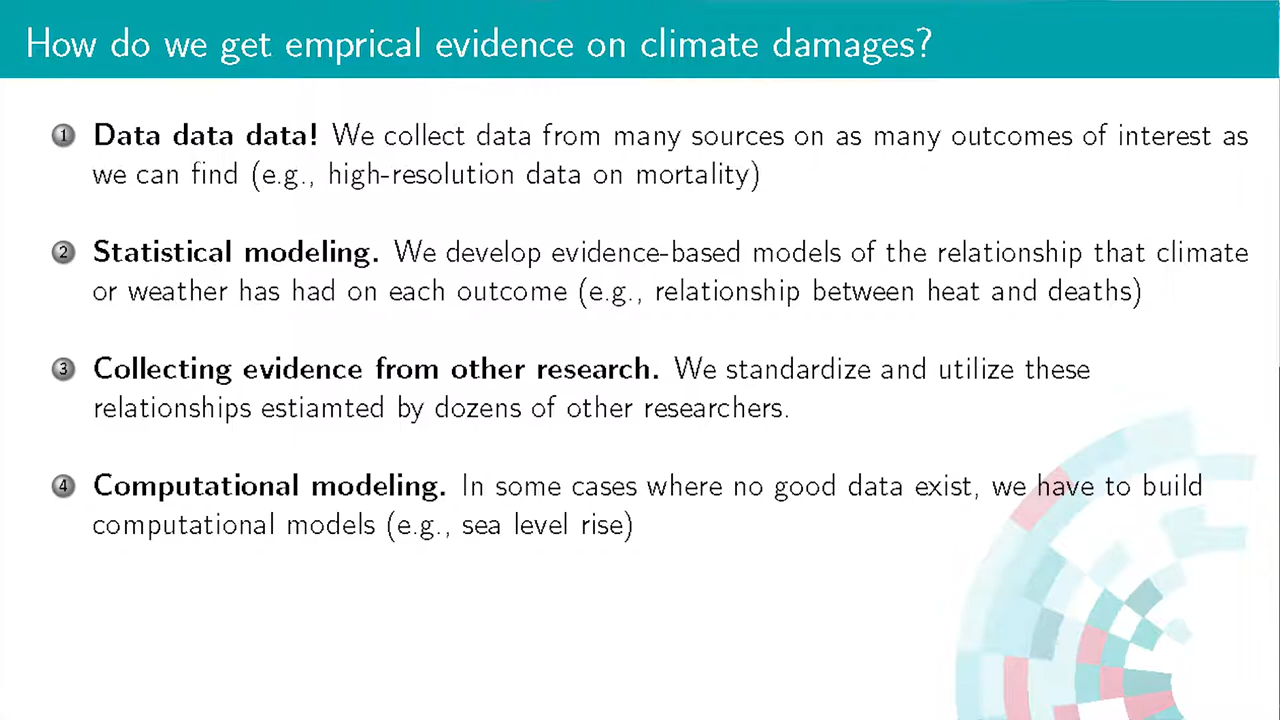 How do we get emprical evidence on climate damages?
1 Data data data! We collect data from many sources on as many outcomes of interest as
we can find (e.g., high-resolution data on mortality)
2 Statistical modeling. We develop evidence-based models of the relationship that climate
or weather has had on each outcome (e.g., relationship between heat and deaths)
3 Collecting evidence from other research. We standardize and utilize these
relationships estiamted by dozens of other researchers.
4 Computational modeling. In some cases where no good data exist, we have to build
computational models (e.g., sea level rise)